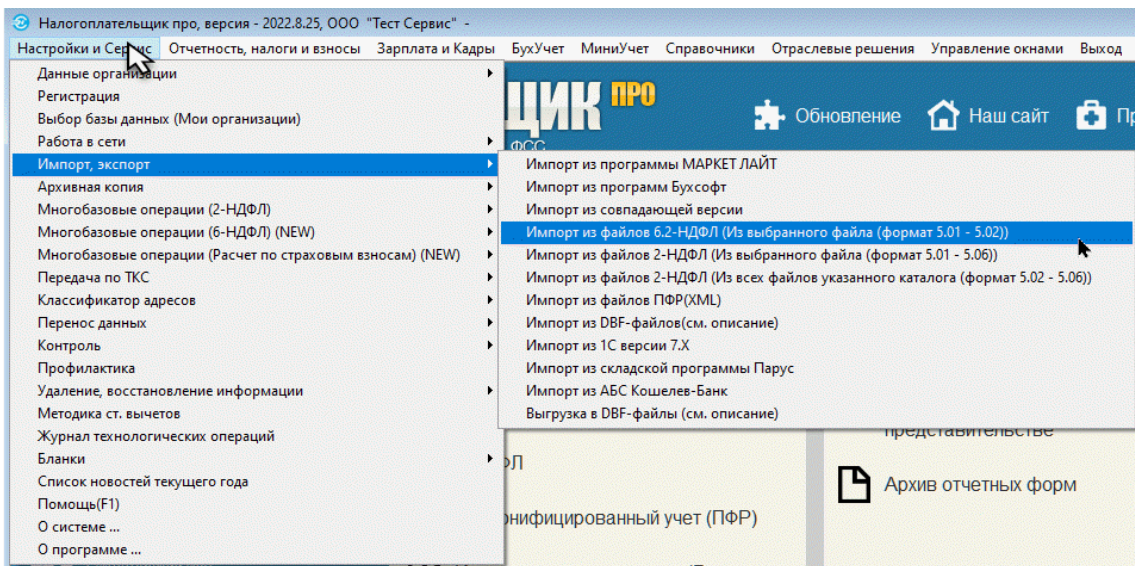 Налогоплательщик про, версия - 2022.8.25, ООО "Тест Сервис" -
Настройки и Сервис Отчетность, налоги и взносы Зарплата и Кадры БухУчет МиниУчет Справочники Отраслевые решения Управление окнами Выход
Данные организации
Регистрация
Выбор базы данных (Мои организации)
Работа в сети
Импорт, экспорт
Архивная копия
Многобазовые операции (2-НДФЛ)
Многобазовые операции (6-НДФЛ) (NEW)
Многобазовые операции (Расчет по страховым взносам) (NEW)
Передача по ТКС
Классификатор адресов
Перенос данных
Контроль
Профилактика
Удаление, восстановление информации
Методика ст. вычетов
Журнал технологических операций
Бланки
Список новостей текущего года
Помощь(F1)
О системе ...
О программе ...
ЩИК ПРО
ФСС
Обновление Наш сайт
Импорт из программы МАРКЕТ ЛАЙТ
Импорт из программ Бухсофт
Импорт из совпадающей версии
Импорт из файлов 6.2-НДФЛ (Из выбранного файла (формат 5.01 - 5.02))
Импорт из файлов 2-НДФЛ (Из выбранного файла (формат 5.01 - 5.06))
Импорт из файлов 2-НДФЛ (Из всех файлов указанного каталога (формат 5.02 - 5.06))
Импорт из файлов ПФР(XML)
Импорт из DBF-файлов(см. описание)
Импорт из 1С версии 7.X
Импорт из складской программы Парус
Импорт из АБС Кошелев-Банк
Выгрузка в DBF-файлы (см. описание)
представительстве
Архив отчетных форм
ФЛ
онифицированный учет (ПФР)